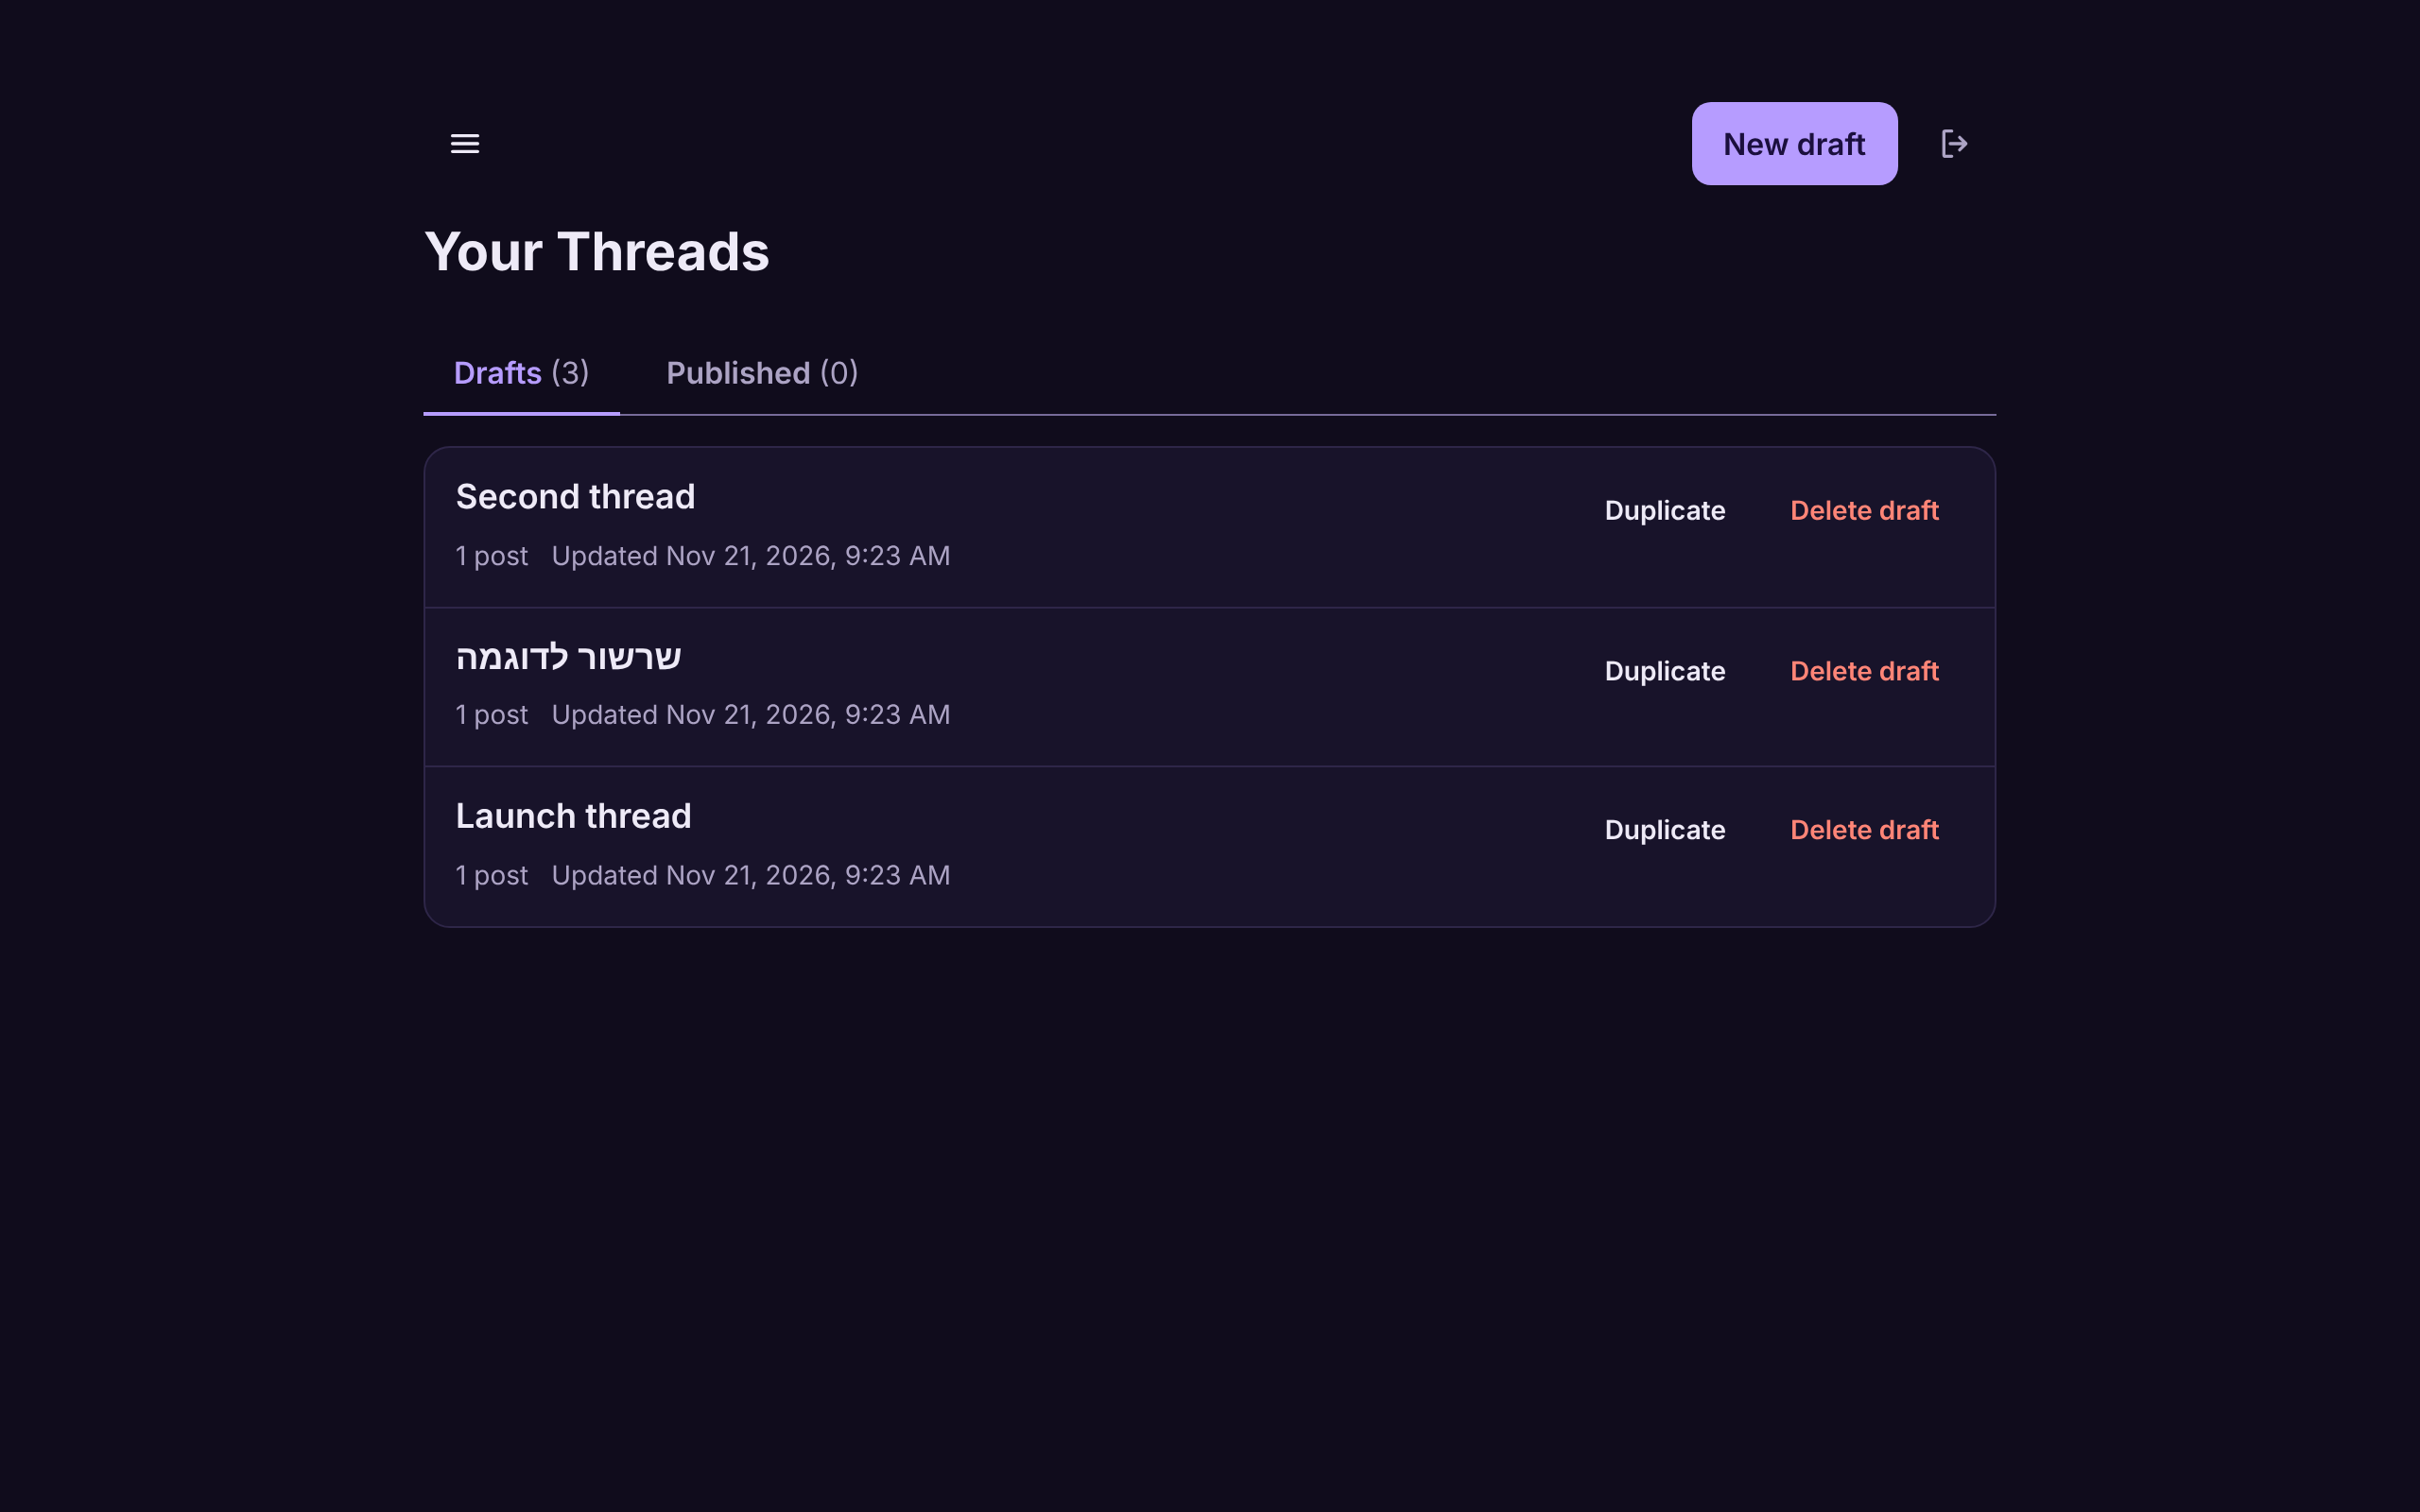 New draft
Your Threads
Drafts (3) Published (0)
Second thread
Duplicate Delete draft
1 post Updated Nov 21, 2026, 9:23 AM
שרשור לדוגמה
Duplicate Delete draft
1 post Updated Nov 21, 2026, 9:23 AM
Launch thread
Duplicate Delete draft
1 post Updated Nov 21, 2026, 9:23 AM